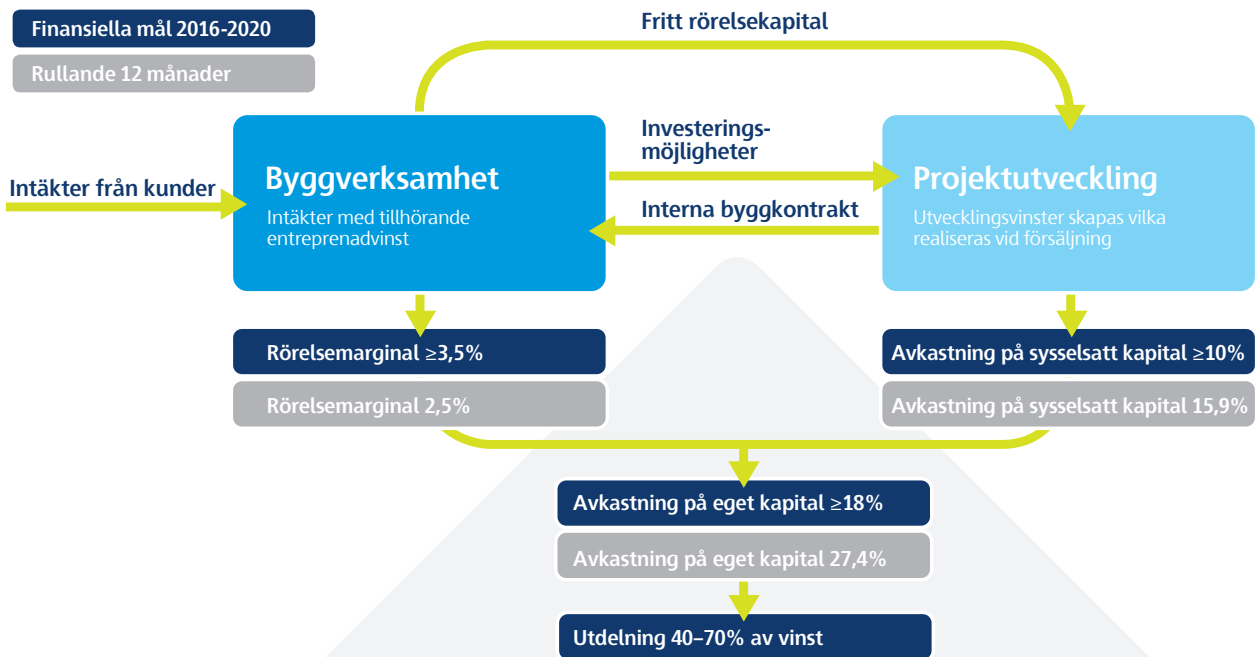 Finansiella mål 2016-2020
Rullande 12 månader
Fritt rörelsekapital
Intäkter från kunder
Byggverksamhet
Intäkter med tillhörande
entreprenadvinst
Investerings-
möjligheter
Interna byggkontrakt
Projektutveckling
Utvecklingsvinster skapas vilka
realiseras vid försäljning
Rörelsemarginal ≥3,5%
Rörelsemarginal 2,5%
Avkastning på sysselsatt kapital ≥10%
Avkastning på sysselsatt kapital 15,9%
Avkastning på eget kapital ≥18%
Avkastning på eget kapital 27,4%
Utdelning 40–70% av vinst